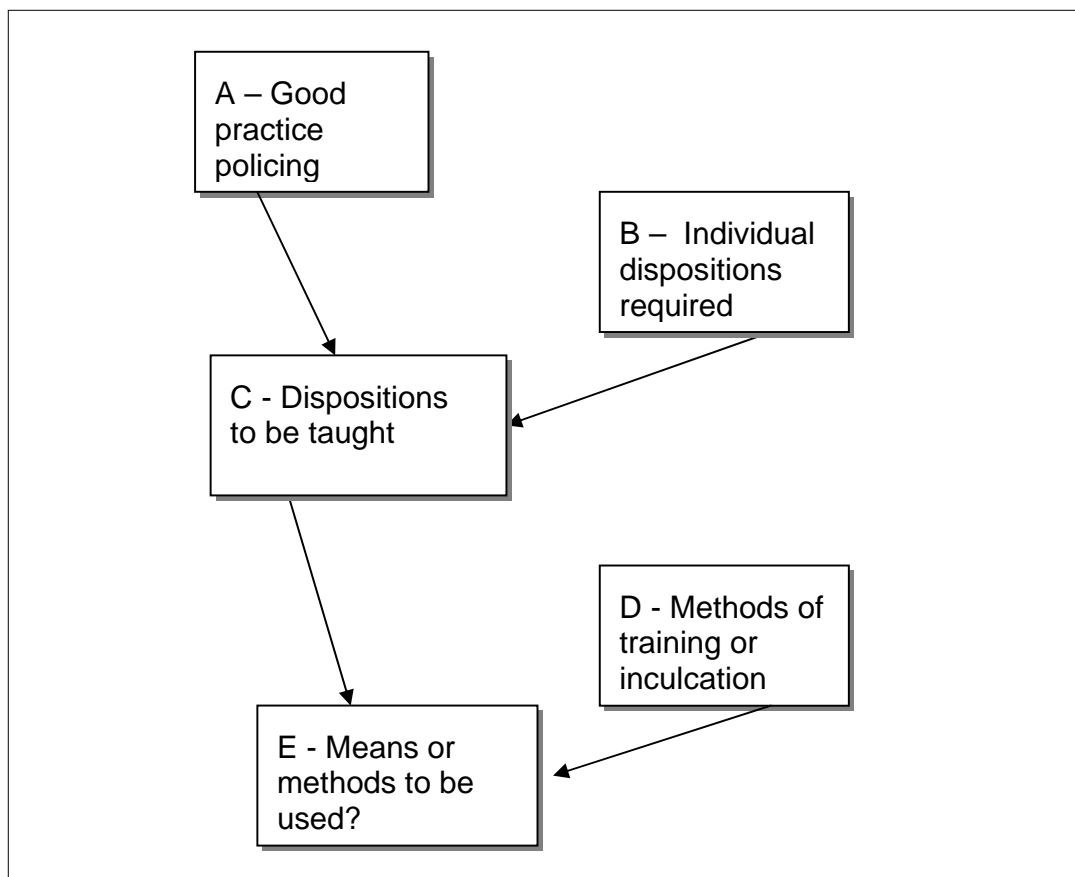 A – Good
practice
policing
B – Individual
dispositions
required
C - Dispositions
to be taught
D - Methods of
training or
inculcation
E - Means or
methods to be
used?